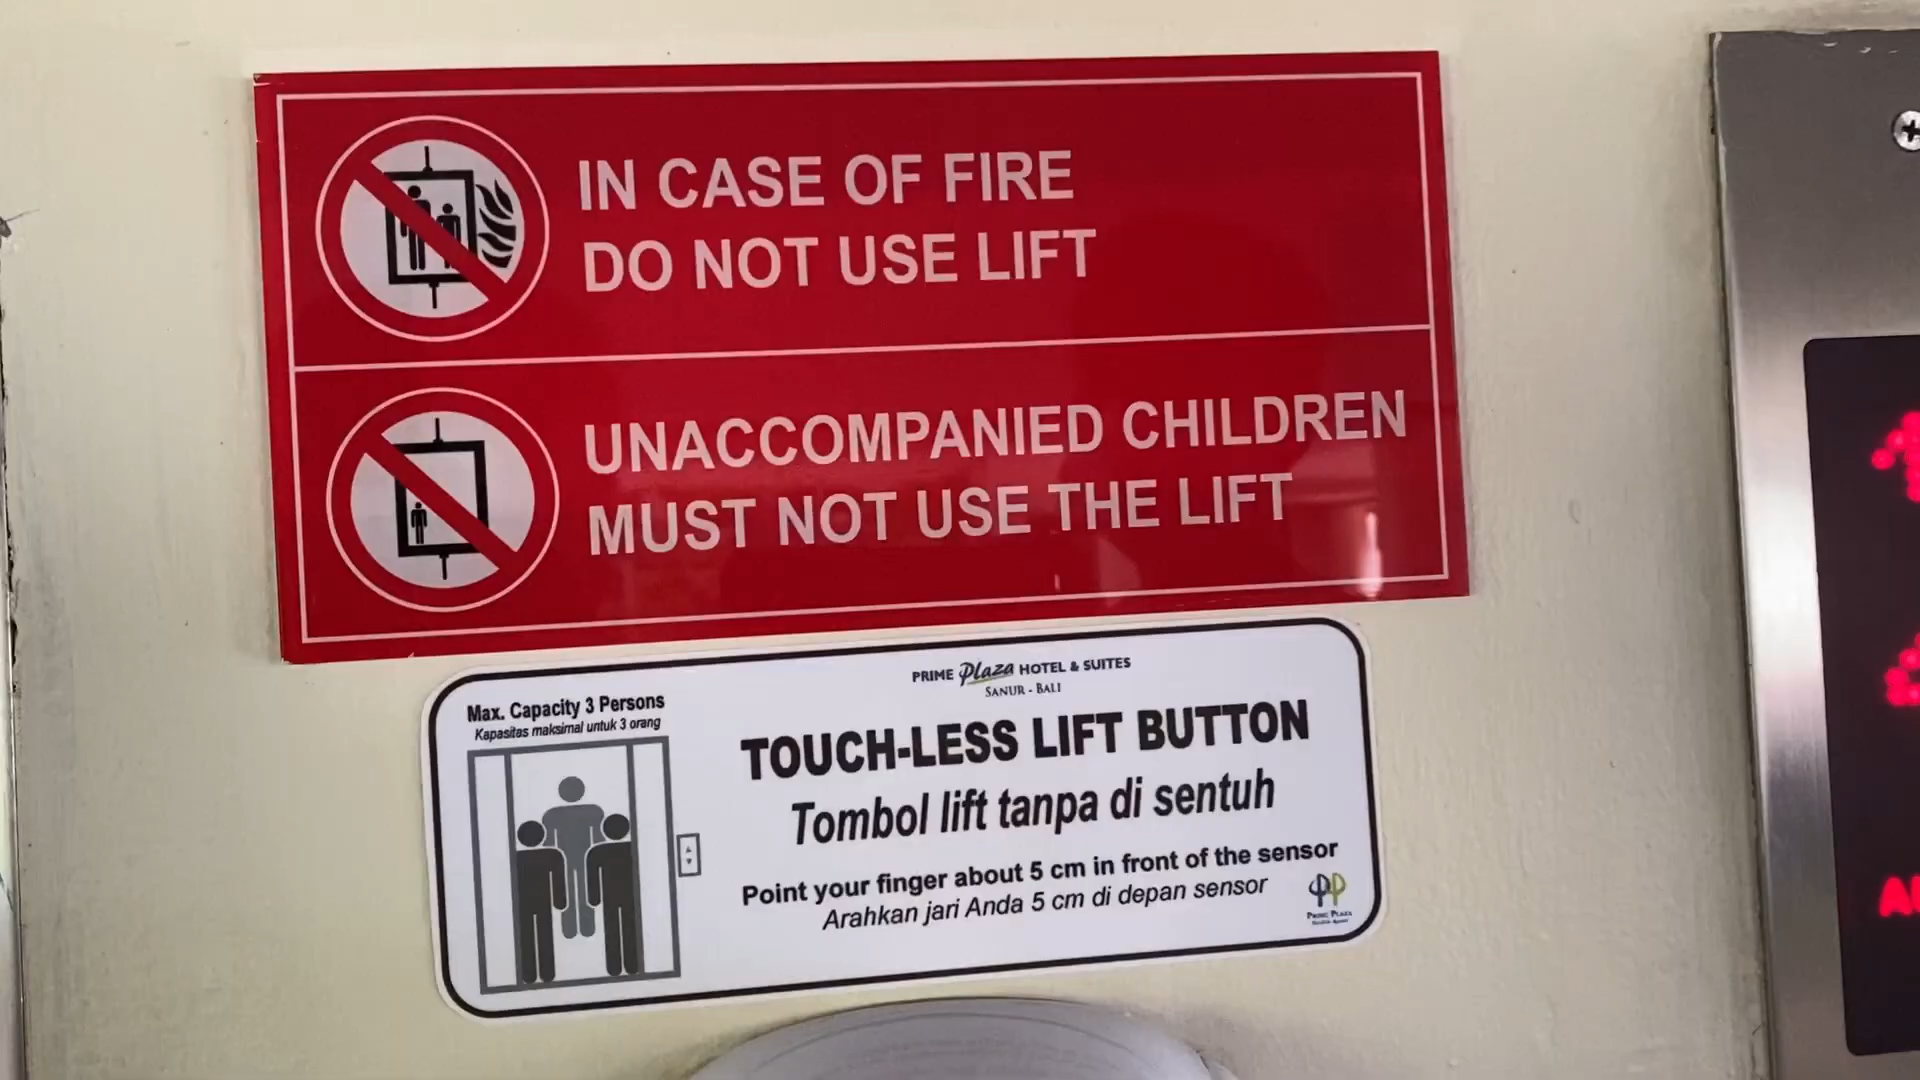 IN CASE OF FIRE
DO NOT USE LIFT
UNACCOMPANIED CHILDREN
MUST NOT USE THE LIFT
PRIME Plaza HOTEL & SUITES
SANUR - BALI
Max. Capacity 3 Persons
Kapasitas maksimal untuk 3 orang
TOUCH-LESS LIFT BUTTON
Tombol lift tanpa di sentuh
Point your finger about 5 cm in front of the sensor
Arahkan jari Anda 5 cm di depan sensor
PRIME PLAZA